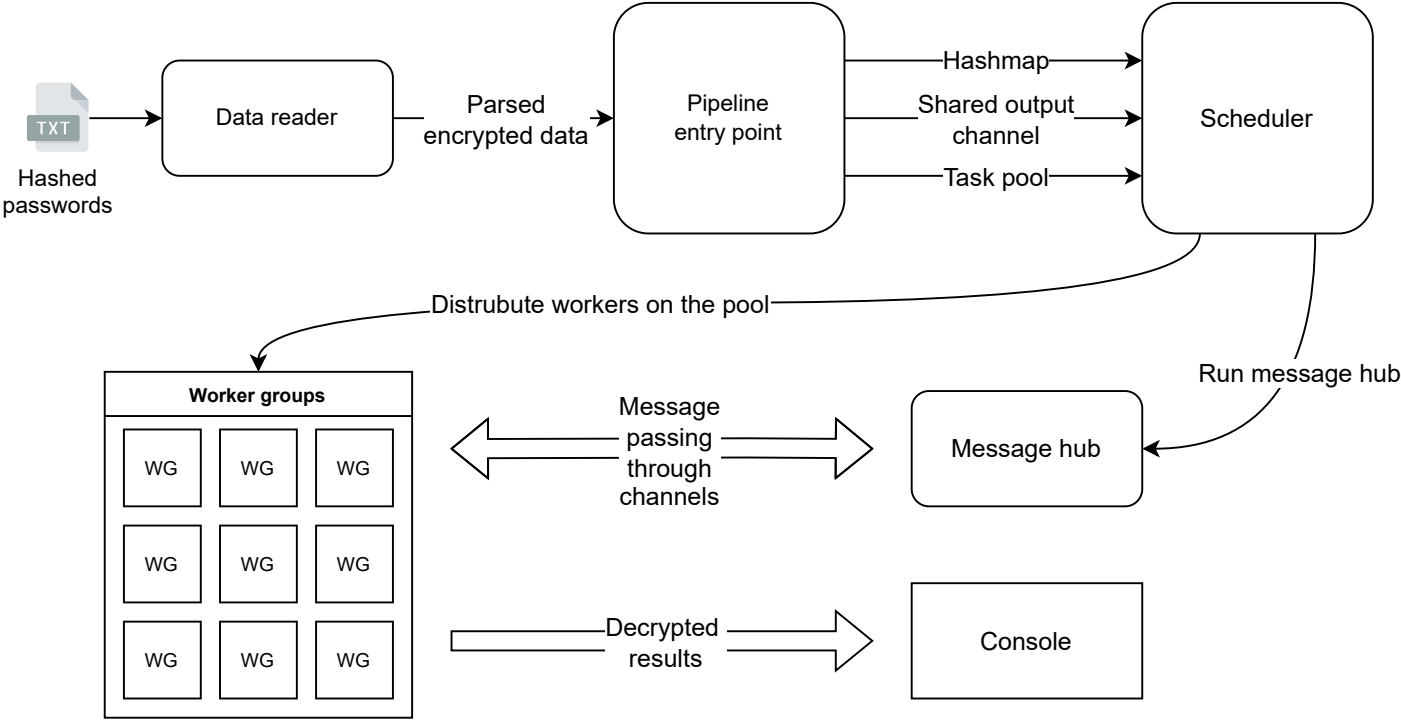 TXT
Hashed
passwords
Data reader
Parsed
encrypted data
Pipeline
entry point
Hashmap
Shared output
channel
Task pool
Scheduler
Distrubute workers on the pool
Run message hub
Worker groups
WG WG WG
WG WG WG
WG WG WG
Message
passing
through
channels
Message hub
Decrypted
results
Console